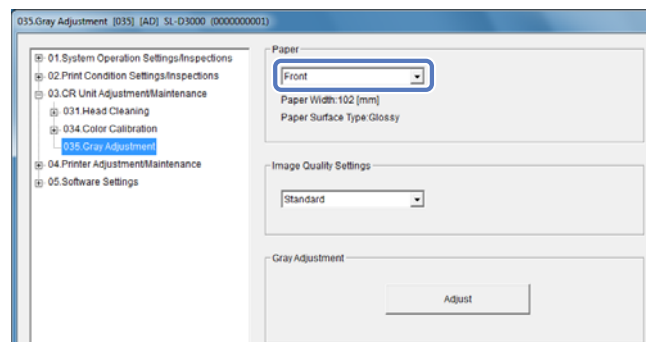 035.Gray Adjustment [035] [AD] SL-D3000 (0000000001)
01.System Operation Settings/Inspections
02.Print Condition Settings/Inspections
03.CR Unit Adjustment/Maintenance
031.Head Cleaning
034.Color Calibration
035.Gray Adjustment
04.Printer Adjustment/Maintenance
05.Software Settings
Paper
Front
Paper Width:102 [mm]
Paper Surface Type:Glossy
Image Quality Settings
Standard
Gray Adjustment
Adjust